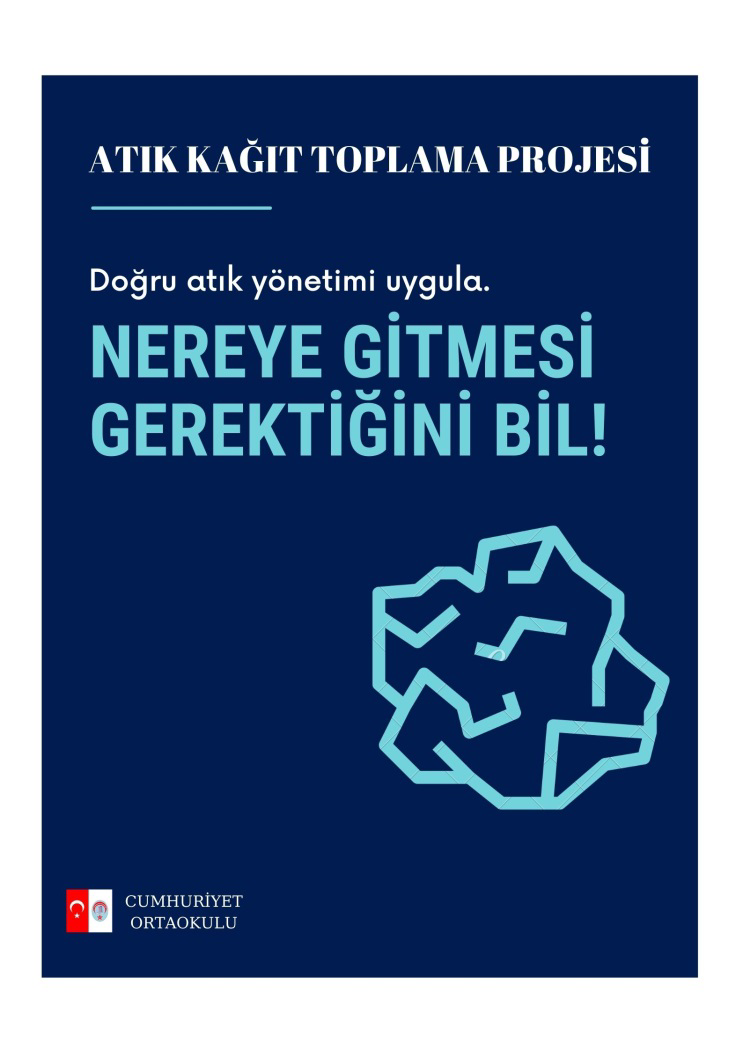 ATIK KAĞIT TOPLAMA PROJESİ
Doğru atık yönetimi uygula.
NEREYE GİTMESİ
GEREKTİĞİNİ BİL!
CUMHURİYET
ORTAOKULU